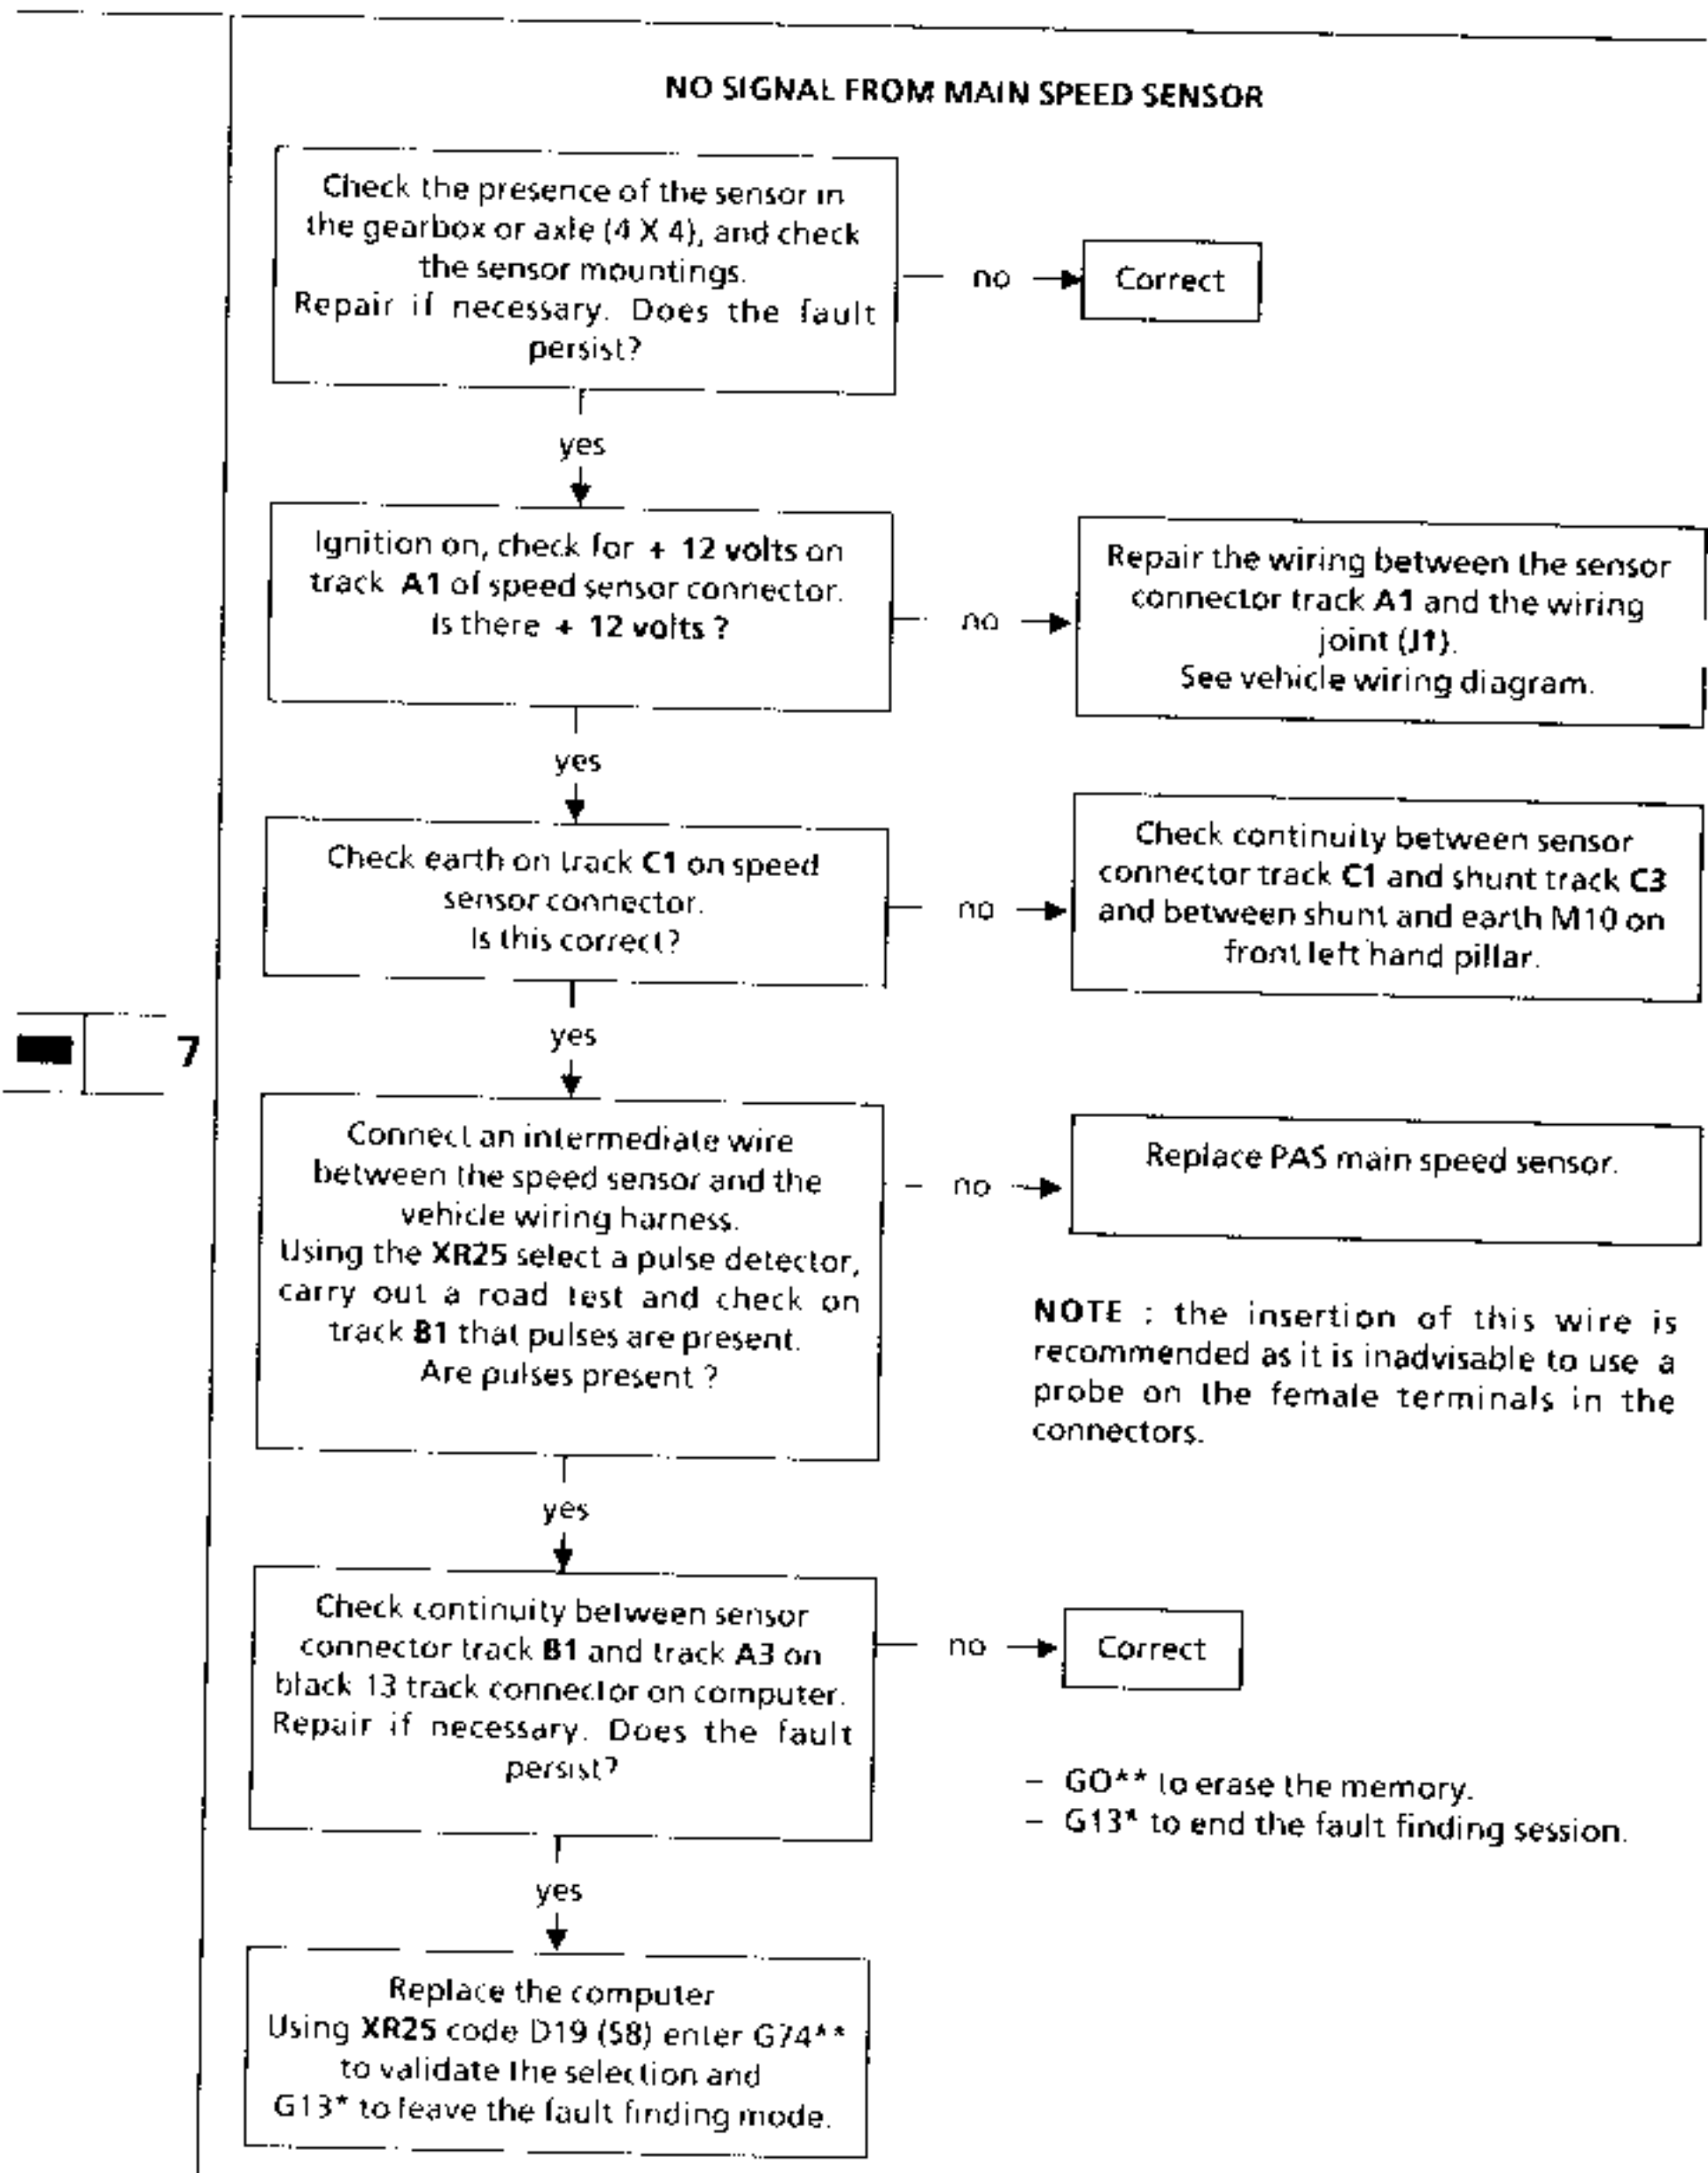 NO SIGNAL FROM MAIN SPEED SENSOR
Check the presence of the sensor in
the gearbox or axle (4 X 4), and check
the sensor mountings.
Repair if necessary. Does the fault
persist?
no
Correct
yes
Ignition on, check for + 12 volts on
track A1 of speed sensor connector.
Is there + 12 volts ?
no
Repair the wiring between the sensor
connector track A1 and the wiring
joint (J1).
See vehicle wiring diagram.
yes
Check earth on track C1 on speed
sensor connector.
Is this correct?
no
Check continuity between sensor
connector track C1 and shunt track C3
and between shunt and earth M10 on
front left hand pillar.
yes
7
Connect an intermediate wire
between the speed sensor and the
vehicle wiring harness.
Using the XR25 select a pulse detector,
carry out a road test and check on
track B1 that pulses are present.
Are pulses present ?
no
Replace PAS main speed sensor.
NOTE : the insertion of this wire is
recommended as it is inadvisable to use a
probe on the female terminals in the
connectors.
yes
Check continuity between sensor
connector track B1 and track A3 on
black 13 track connector on computer.
Repair if necessary. Does the fault
persist?
no
Correct
– GO** to erase the memory.
– G13* to end the fault finding session.
yes
Replace the computer
Using XR25 code D19 (S8) enter G74**
to validate the selection and
G13* to leave the fault finding mode.